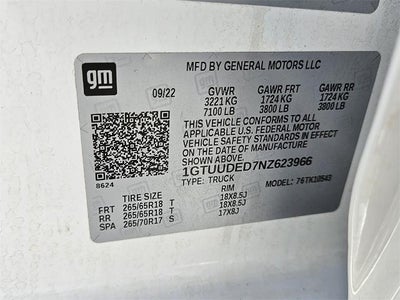 gm
MFD BY GENERAL MOTORS LLC
09/22 GVWR GAWR FRT GAWR RR
3221 KG 1724 KG 1724 KG
7100 LB 3800 LB 3800 LB
THIS VEHICLE CONFORMS TO ALL
APPLICABLE U.S. FEDERAL MOTOR
VEHICLE SAFETY STANDARDS IN
EFFECT ON THE DATE OF
MANUFACTURE SHOWN ABOVE.
1GTUUDED7NZ623966
TYPE: TRUCK 76TK10543
8624
TIRE SIZE RIM
FRT 265/65R18 T 18X8.5J
RR 265/65R18 T 18X8.5J
SPA 265/70R17 S 17X8J